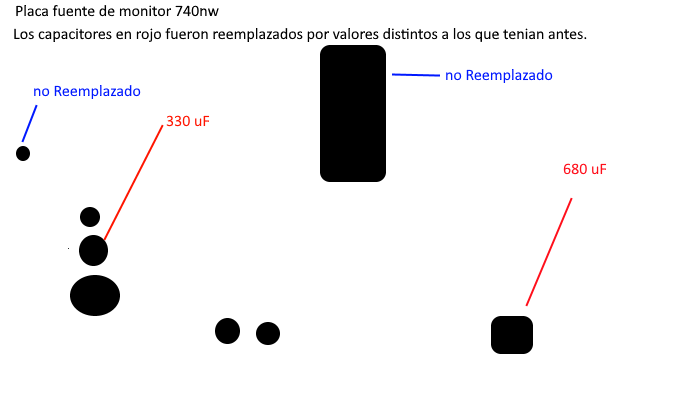 Placa fuente de monitor 740nw
Los capacitores en rojo fueron reemplazados por valores distintos a los que tenian antes.
no Reemplazado
no Reemplazado
330 uF
680 uF